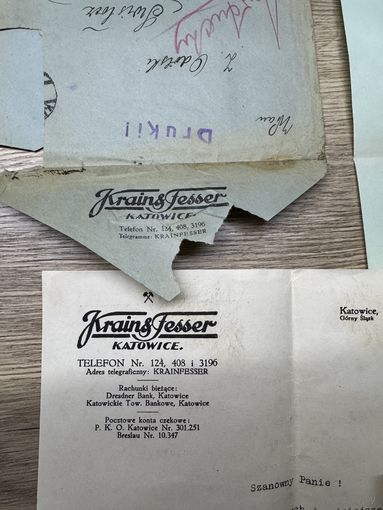 DRUKI!
Krain&Fesser
KATOWICE.
Telefon Nr. 124, 408, 3196
Telegramme: KRAINFESSER
Krain&Fesser
KATOWICE.
TELEFON Nr. 124, 408 i 3196
Adres telegraficzny: KRAINFESSER
Rachunki bieżące:
Dresdner Bank, Katowice
Katowickie Tow. Bankowe, Katowice
Pocztowe konta czekowe:
P. K. O. Katowice Nr. 301.251
Breslau Nr. 10.347
Katowice,
Górny Śląsk
Szanowny Panie !